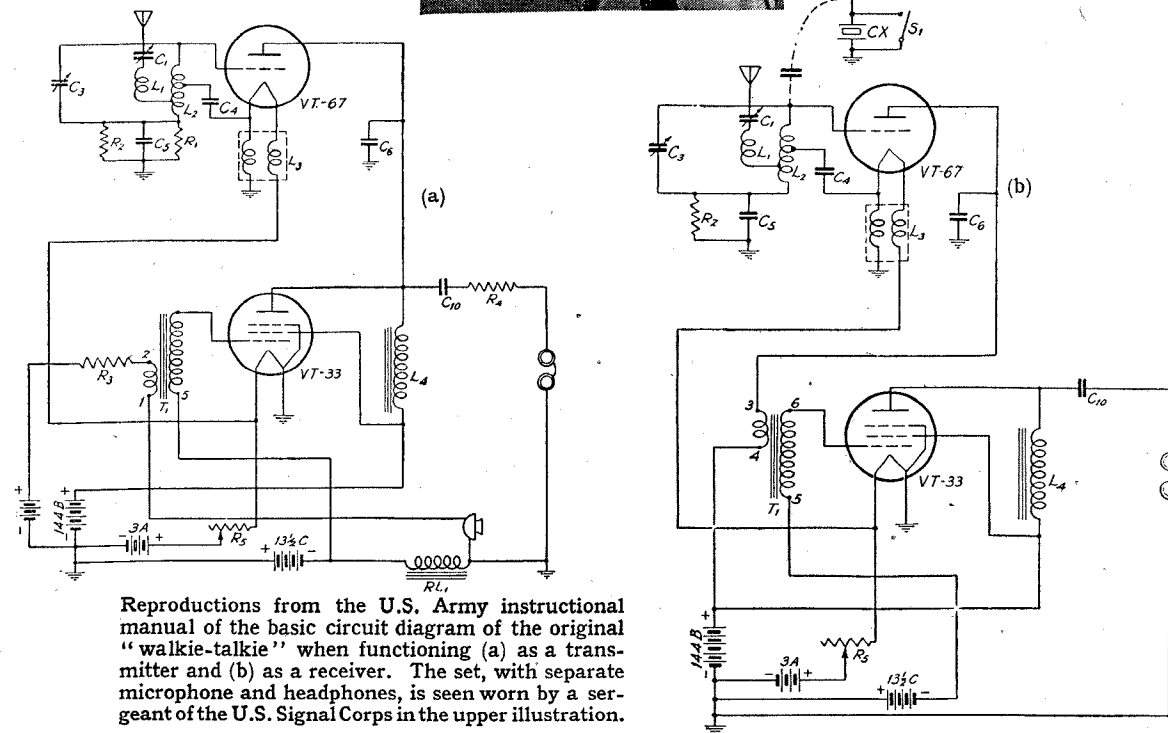 C1
L1
L2
C3
C4
VT-67
R2
C5
R1
L3
C6
(a)
C10
R4
2
R3
1
T1
5
VT-33
L4
+
+
144 B
-
-
- 3A +
R5
+ 13½ C -
RL1
CX
S1
C1
L1
L2
C3
C4
VT-67
R2
C5
L3
C6
(b)
3
6
4
T1
5
VT-33
C10
L4
+
144 B
-
3A
- +
R5
13½ C
+ -
Reproductions from the U.S. Army instructional
manual of the basic circuit diagram of the original
“ walkie-talkie ” when functioning (a) as a trans-
mitter and (b) as a receiver. The set, with separate
microphone and headphones, is seen worn by a ser-
geant of the U.S. Signal Corps in the upper illustration.